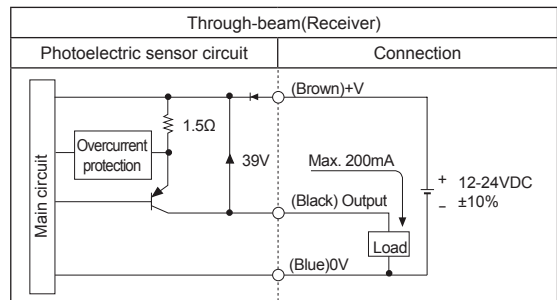 Through-beam(Receiver)
Photoelectric sensor circuit
Connection
(Brown)+V
1.5Ω
Overcurrent
protection
39V
Max. 200mA
Main circuit
+
12-24VDC
−
±10%
(Black) Output
Load
(Blue)0V